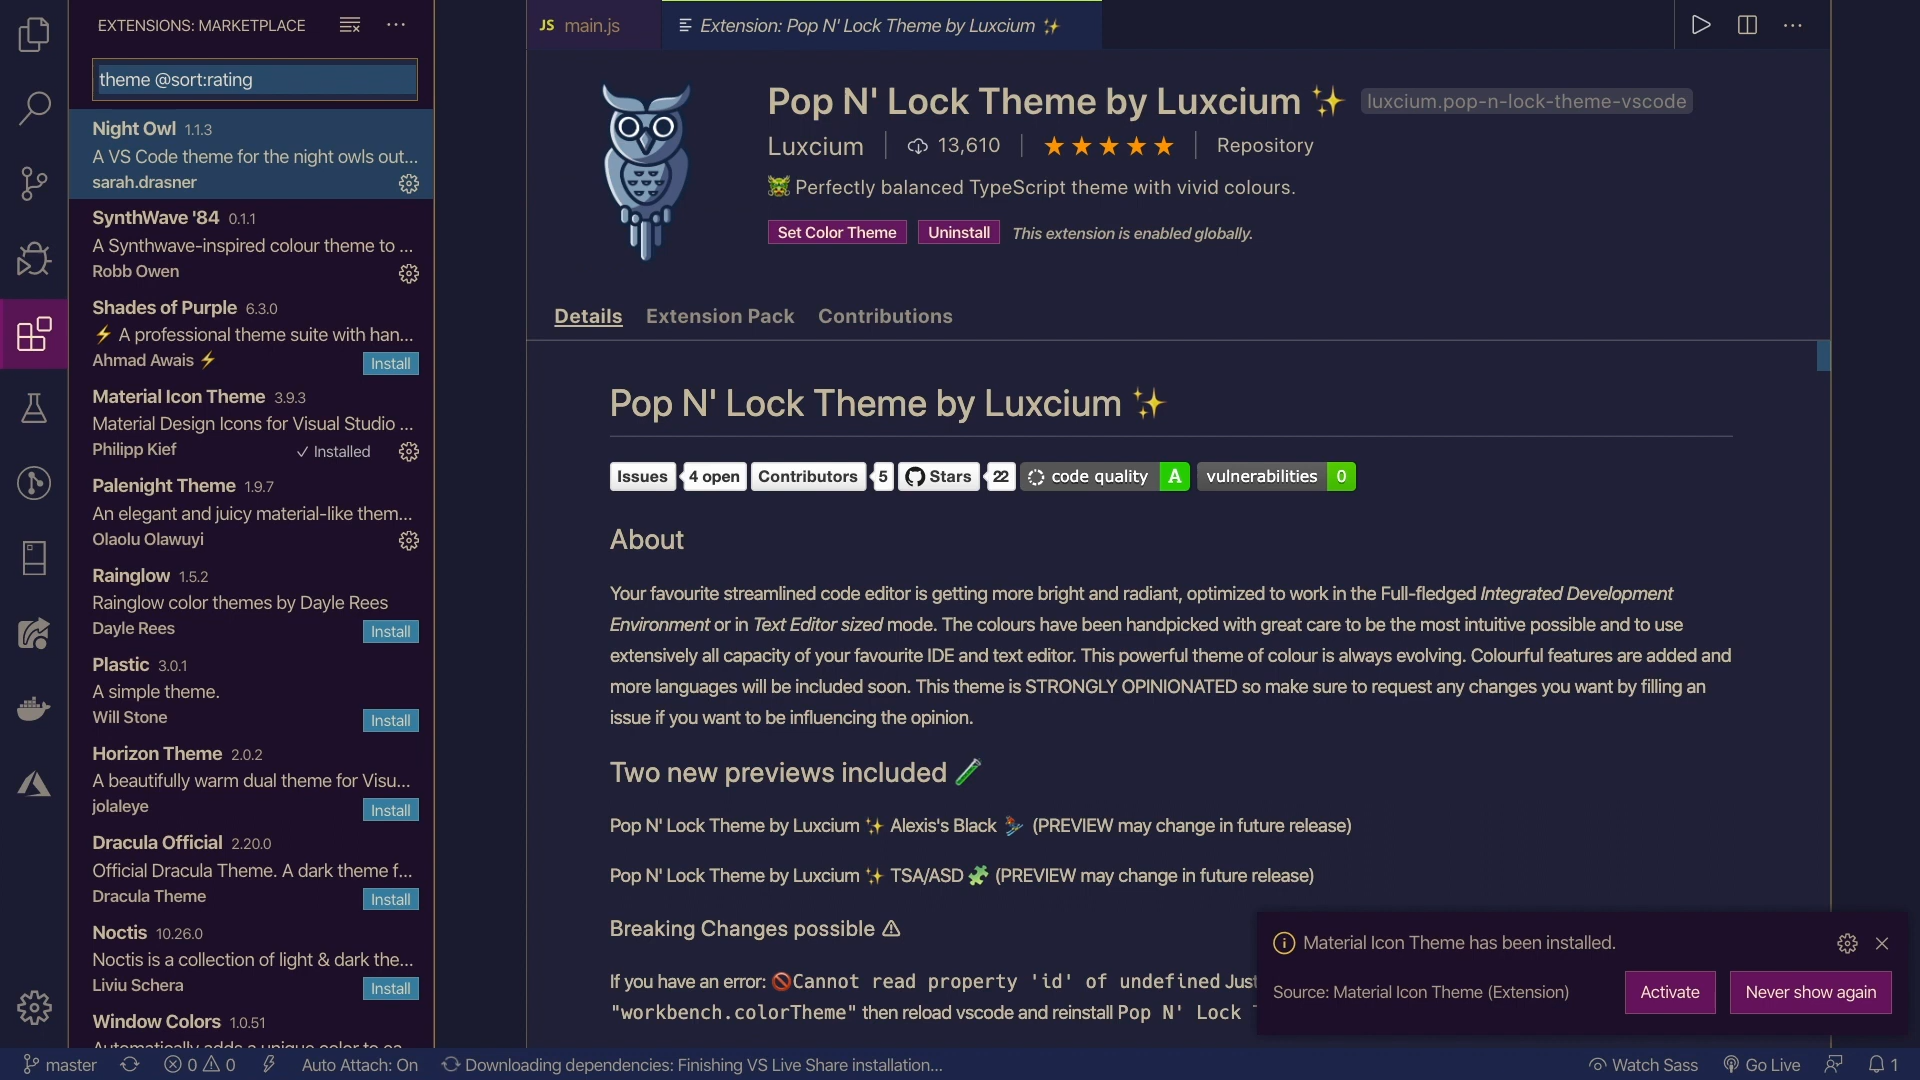 EXTENSIONS: MARKETPLACE
theme @sort:rating
Night Owl 1.1.3
A VS Code theme for the night owls out...
sarah.drasner
SynthWave '84 0.1.1
A Synthwave-inspired colour theme to ...
Robb Owen
Shades of Purple 6.3.0
⚡ A professional theme suite with han...
Ahmad Awais ⚡
Install
Material Icon Theme 3.9.3
Material Design Icons for Visual Studio ...
Philipp Kief
✓ Installed
Palenight Theme 1.9.7
An elegant and juicy material-like them...
Olaolu Olawuyi
Rainglow 1.5.2
Rainglow color themes by Dayle Rees
Dayle Rees
Install
Plastic 3.0.1
A simple theme.
Will Stone
Install
Horizon Theme 2.0.2
A beautifully warm dual theme for Visu...
jolaleye
Install
Dracula Official 2.20.0
Official Dracula Theme. A dark theme f...
Dracula Theme
Install
Noctis 10.26.0
Noctis is a collection of light & dark the...
Liviu Schera
Install
Window Colors 1.0.51
Automatically adds a unique color to ea...
JS main.js
Extension: Pop N' Lock Theme by Luxcium ✨
Pop N' Lock Theme by Luxcium ✨ luxcium.pop-n-lock-theme-vscode
Luxcium 13,610 ★★★★★ Repository
Perfectly balanced TypeScript theme with vivid colours.
Set Color Theme Uninstall This extension is enabled globally.
Details Extension Pack Contributions
Pop N' Lock Theme by Luxcium ✨
Issues 4 open Contributors 5 Stars 22 code quality A vulnerabilities 0
About
Your favourite streamlined code editor is getting more bright and radiant, optimized to work in the Full-fledged Integrated Development
Environment or in Text Editor sized mode. The colours have been handpicked with great care to be the most intuitive possible and to use
extensively all capacity of your favourite IDE and text editor. This powerful theme of colour is always evolving. Colourful features are added and
more languages will be included soon. This theme is STRONGLY OPINIONATED so make sure to request any changes you want by filling an
issue if you want to be influencing the opinion.
Two new previews included 🧪
Pop N' Lock Theme by Luxcium ✨ Alexis's Black (PREVIEW may change in future release)
Pop N' Lock Theme by Luxcium ✨ TSA/ASD 🧩 (PREVIEW may change in future release)
Breaking Changes possible ⚠
If you have an error: 🚫Cannot read property 'id' of undefined Just
"workbench.colorTheme" then reload vscode and reinstall Pop N' Lock
Material Icon Theme has been installed.
Source: Material Icon Theme (Extension)
Activate
Never show again
master 0 0 Auto Attach: On Downloading dependencies: Finishing VS Live Share installation... Watch Sass Go Live 1